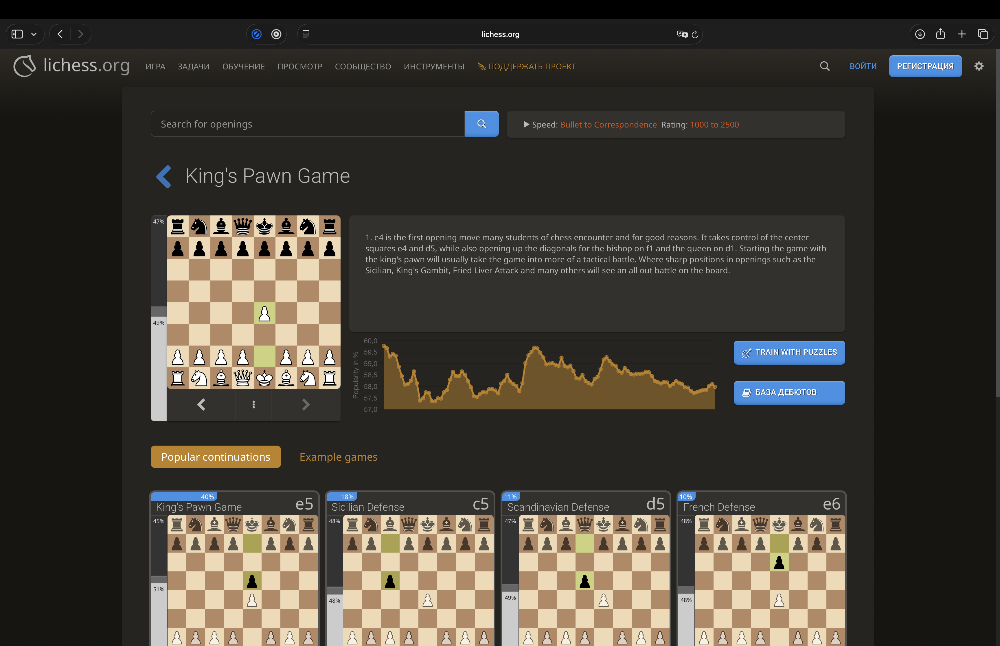 lichess.org
lichess.org
ИГРА ЗАДАЧИ ОБУЧЕНИЕ ПРОСМОТР СООБЩЕСТВО ИНСТРУМЕНТЫ ПОДДЕРЖАТЬ ПРОЕКТ
ВОЙТИ РЕГИСТРАЦИЯ
Search for openings
Speed: Bullet to Correspondence Rating: 1000 to 2500
King's Pawn Game
47%
49%
1. e4 is the first opening move many students of chess encounter and for good reasons. It takes control of the center
squares e4 and d5, while also opening up the diagonals for the bishop on f1 and the queen on d1. Starting the game with
the king's pawn will usually take the game into more of a tactical battle. Where sharp positions in openings such as the
Sicilian, King's Gambit, Fried Liver Attack and many others will see an all out battle on the board.
Popularity in %
60,0
59,5
59,0
58,5
58,0
57,5
57,0
TRAIN WITH PUZZLES
БАЗА ДЕБЮТОВ
Popular continuations Example games
40%
King's Pawn Game e5
45%
51%
18%
Sicilian Defense c5
48%
48%
11%
Scandinavian Defense d5
47%
49%
10%
French Defense e6
48%
48%